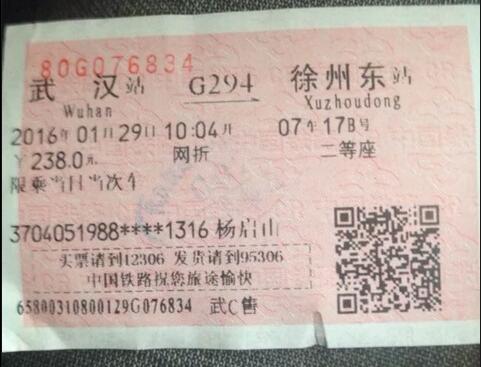 80G076834
武 汉站 G294 徐州东站
Wuhan Xuzhoudong
2016年01月29日10:04开 07车17B号
￥238.0元 网折 二等座
限乘当日当次车
3704051988****1316 杨启山
买票请到12306 发货请到95306
中国铁路祝您旅途愉快
65800310800129G076834 武C售